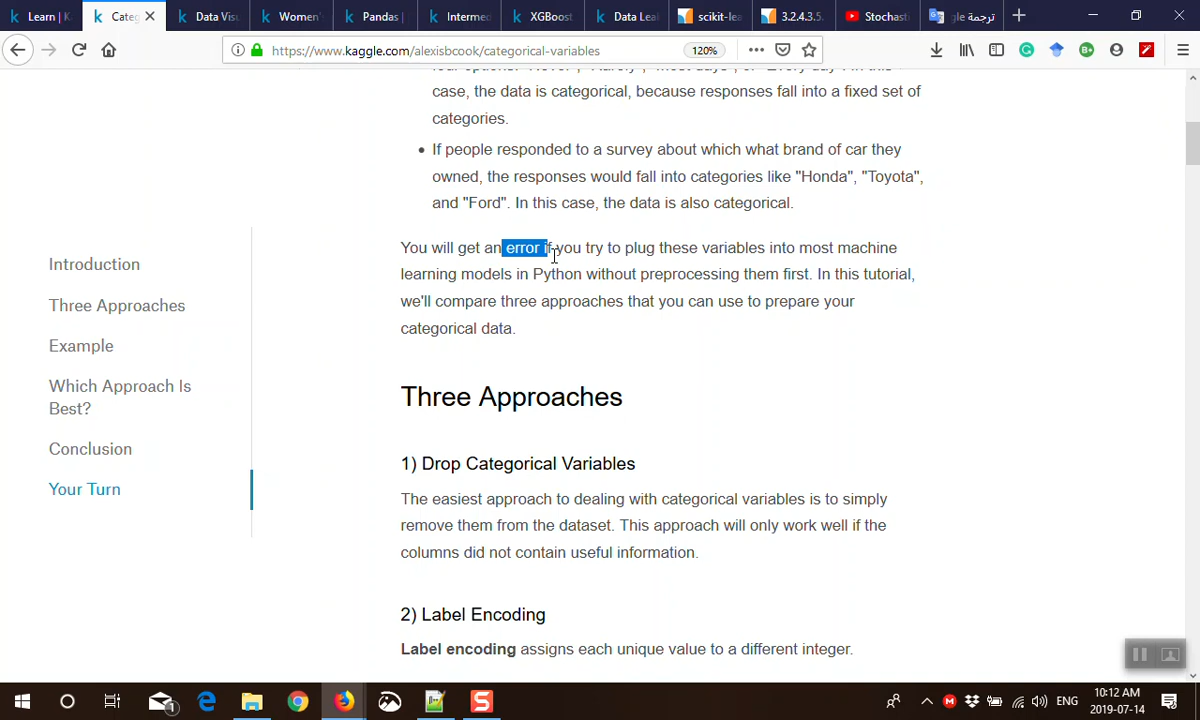 Learn | K
Categ
Data Vis
Women'
Pandas |
Intermed
XGBoost
Data Leak
scikit-lea
3.2.4.3.5.
Stochasti
ترجمة gle
https://www.kaggle.com/alexisbcook/categorical-variables
120%
case, the data is categorical, because responses fall into a fixed set of
categories.
If people responded to a survey about which what brand of car they
owned, the responses would fall into categories like "Honda", "Toyota",
and "Ford". In this case, the data is also categorical.
You will get an error if you try to plug these variables into most machine
learning models in Python without preprocessing them first. In this tutorial,
we'll compare three approaches that you can use to prepare your
categorical data.
Introduction
Three Approaches
Example
Which Approach Is
Best?
Conclusion
Your Turn
Three Approaches
1) Drop Categorical Variables
The easiest approach to dealing with categorical variables is to simply
remove them from the dataset. This approach will only work well if the
columns did not contain useful information.
2) Label Encoding
Label encoding assigns each unique value to a different integer.
ENG
10:12 AM
2019-07-14